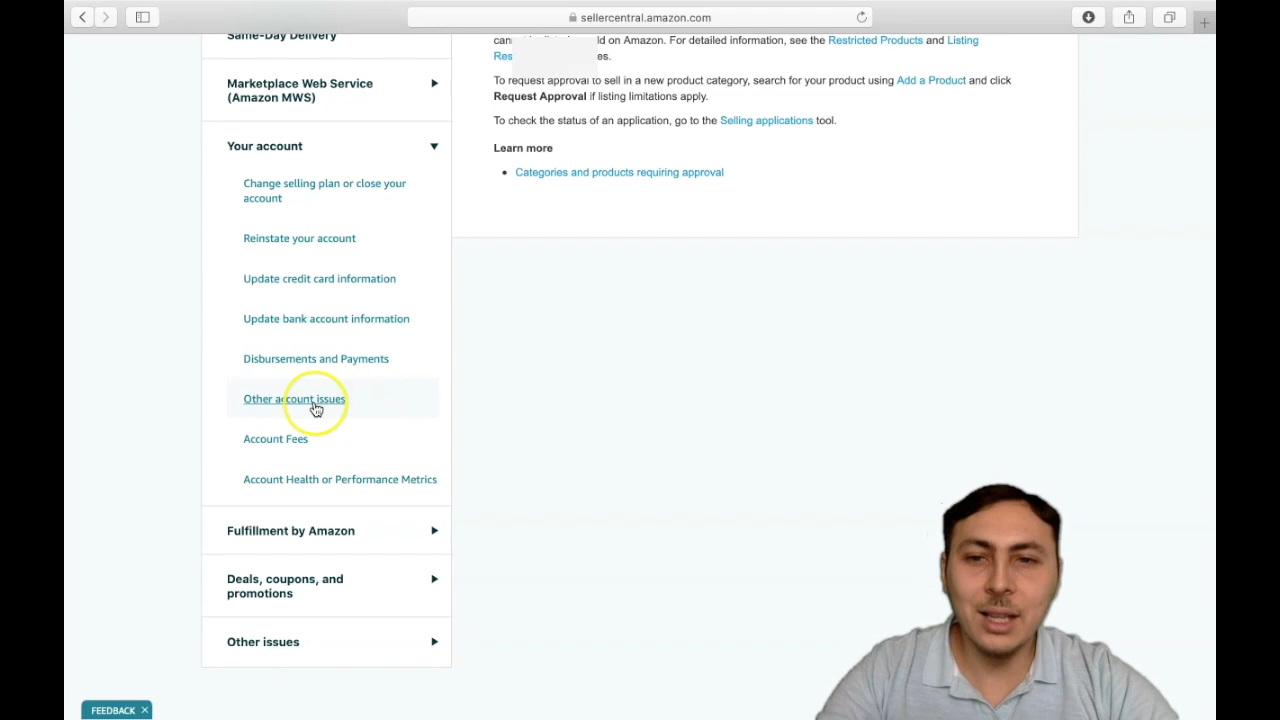 sellercentral.amazon.com
Same-Day Delivery
Marketplace Web Service
(Amazon MWS)
Your account
Change selling plan or close your
account
Reinstate your account
Update credit card information
Update bank account information
Disbursements and Payments
Other account issues
Account Fees
Account Health or Performance Metrics
Fulfillment by Amazon
Deals, coupons, and
promotions
Other issues
FEEDBACK
on Amazon. For detailed information, see the Restricted Products and Listing
To request approval to sell in a new product category, search for your product using Add a Product and click
Request Approval if listing limitations apply.
To check the status of an application, go to the Selling applications tool.
Learn more
Categories and products requiring approval